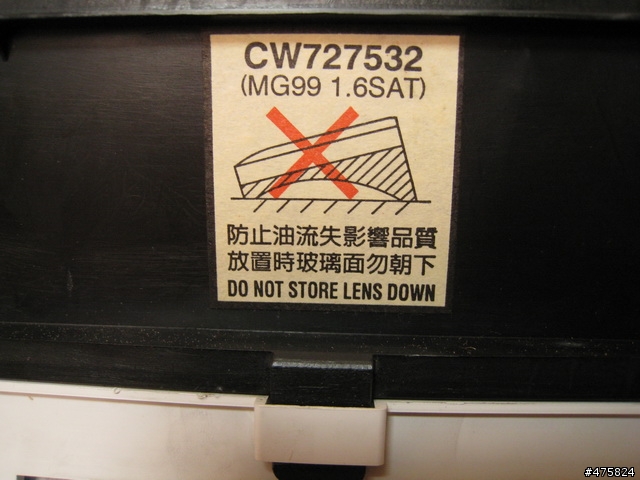 CW727532
(MG99 1.6SAT)
防止油流失影響品質
放置時玻璃面勿朝下
DO NOT STORE LENS DOWN
#475824